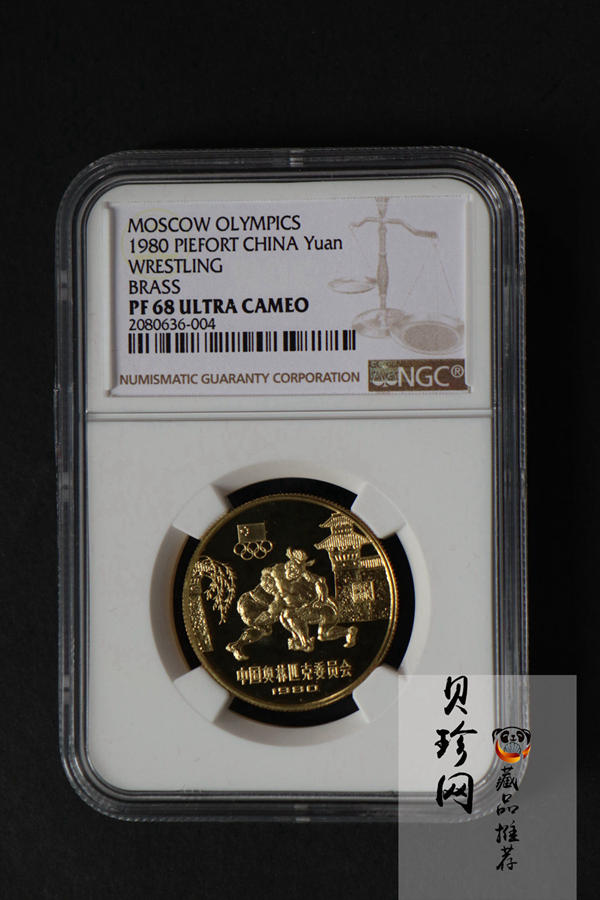 MOSCOW OLYMPICS
1980 PIEFORT CHINA Yuan
WRESTLING
BRASS
PF 68 ULTRA CAMEO
2080636-004
NUMISMATIC GUARANTY CORPORATION
NGC®
中国奥林匹克委员会
1980
贝珍网
藏品推荐